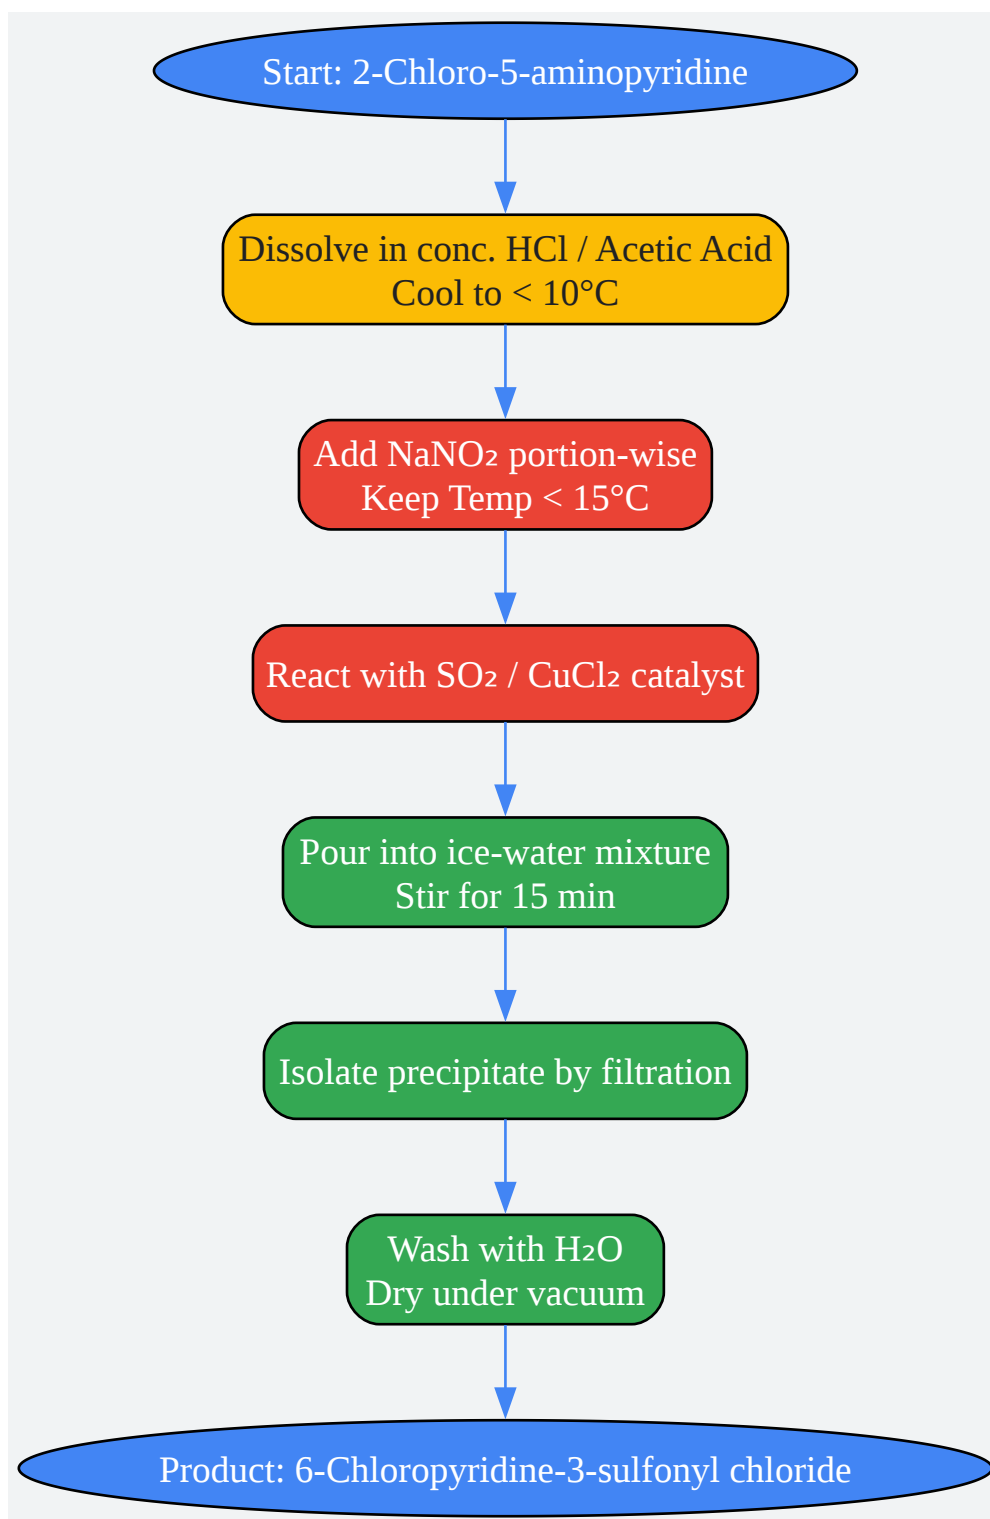 Start: 2-Chloro-5-aminopyridine
Dissolve in conc. HCl / Acetic Acid
Cool to < 10°C
Add NaNO₂ portion-wise
Keep Temp < 15°C
React with SO₂ / CuCl₂ catalyst
Pour into ice-water mixture
Stir for 15 min
Isolate precipitate by filtration
Wash with H₂O
Dry under vacuum
Product: 6-Chloropyridine-3-sulfonyl chloride